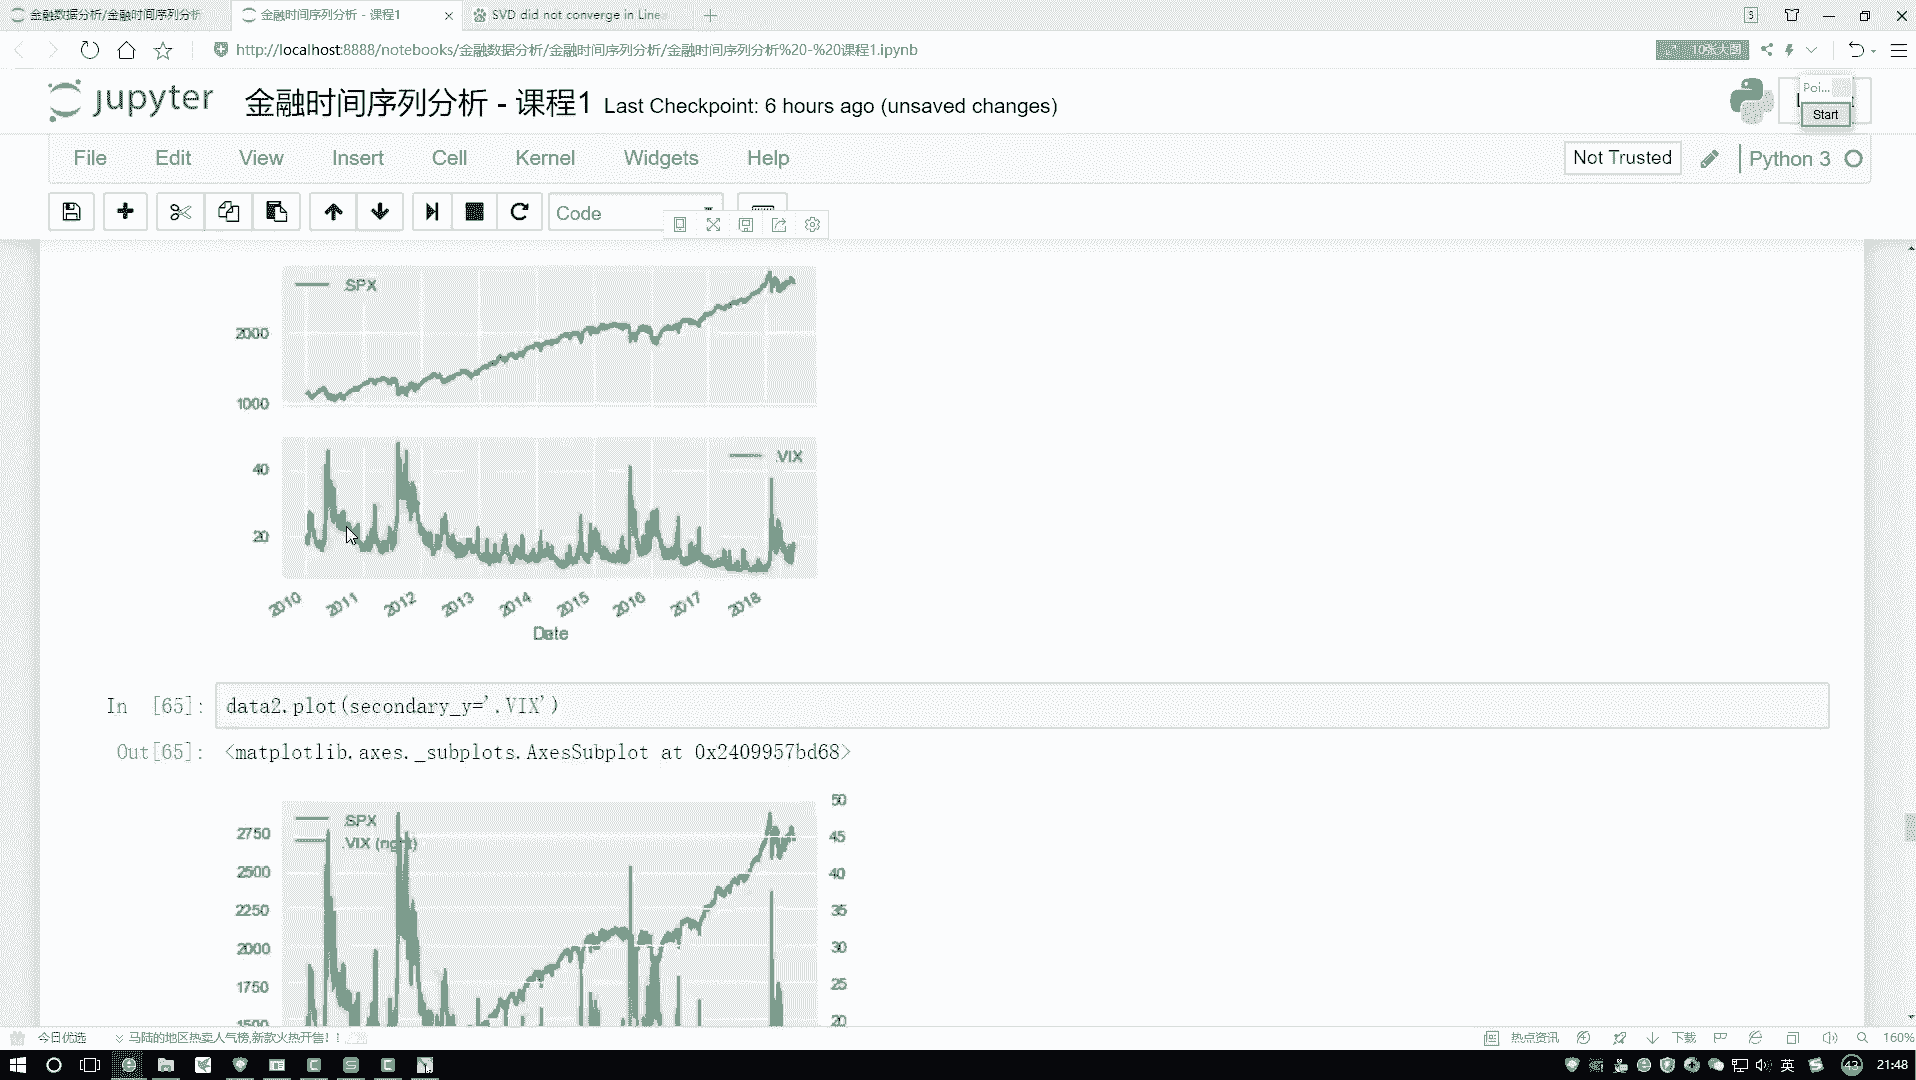 金融数据分析/金融时间序列分析
金融时间序列分析 - 课程1
SVD did not converge in Linea
http://localhost:8888/notebooks/金融数据分析/金融时间序列分析/金融时间序列分析%20-%20课程1.ipynb
10张大图
jupyter
金融时间序列分析 - 课程1
Last Checkpoint: 6 hours ago (unsaved changes)
Poi...
Start
File Edit View Insert Cell Kernel Widgets Help
Not Trusted
Python 3
Code
.SPX
2000
1000
.VIX
40
20
2010 2011 2012 2013 2014 2015 2016 2017 2018
Date
In [65]: data2.plot(secondary_y='.VIX')
Out[65]: <matplotlib.axes._subplots.AxesSubplot at 0x2409957bd68>
.SPX
.VIX (right)
2750
2500
2250
2000
1750
1500
50
45
40
35
30
25
20
今日优选
马陆的地区热卖人气榜,新款火热开售!!
热点资讯
下载
160%
英
43
21:48